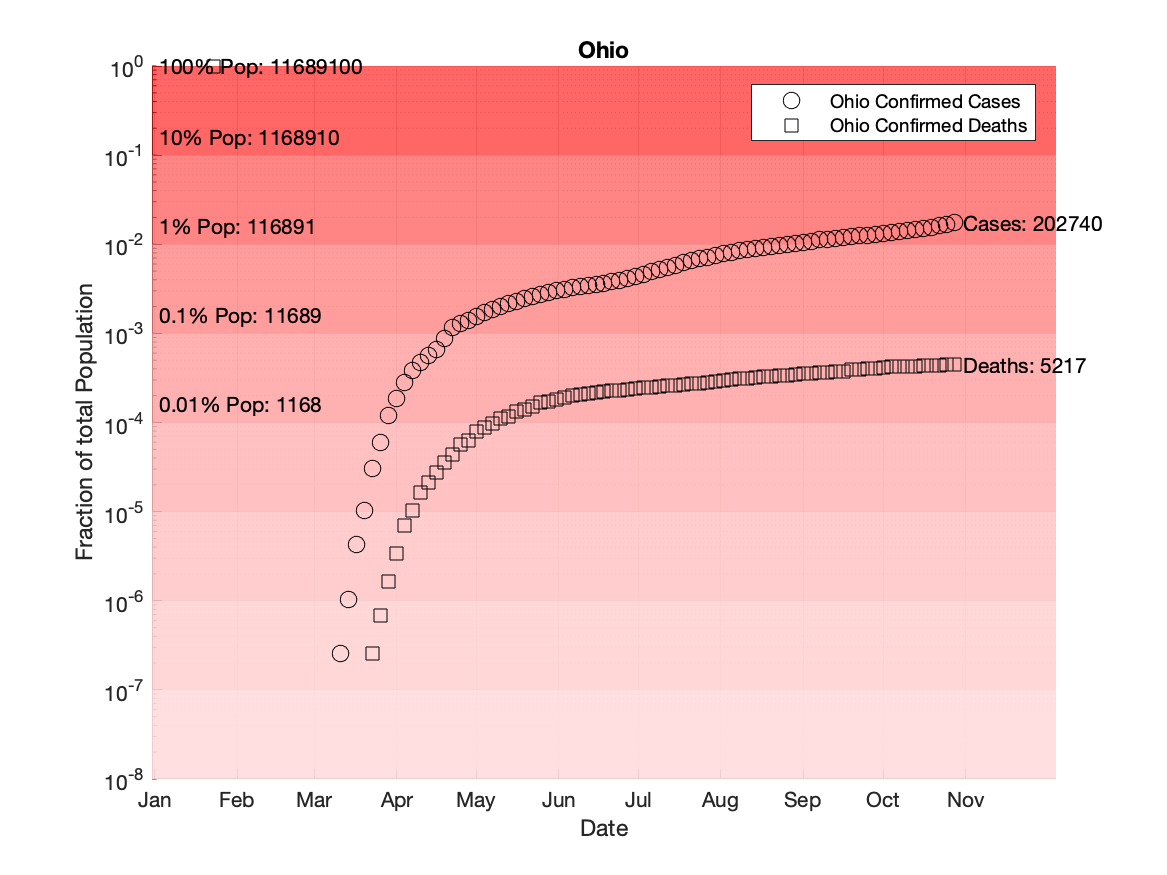 Ohio
10^0
100% Pop: 11689100
Ohio Confirmed Cases
Ohio Confirmed Deaths
10% Pop: 1168910
10^-1
1% Pop: 116891
Cases: 202740
10^-2
0.1% Pop: 11689
10^-3
Deaths: 5217
0.01% Pop: 1168
10^-4
10^-5
10^-6
10^-7
10^-8
Fraction of total Population
Jan Feb Mar Apr May Jun Jul Aug Sep Oct Nov
Date